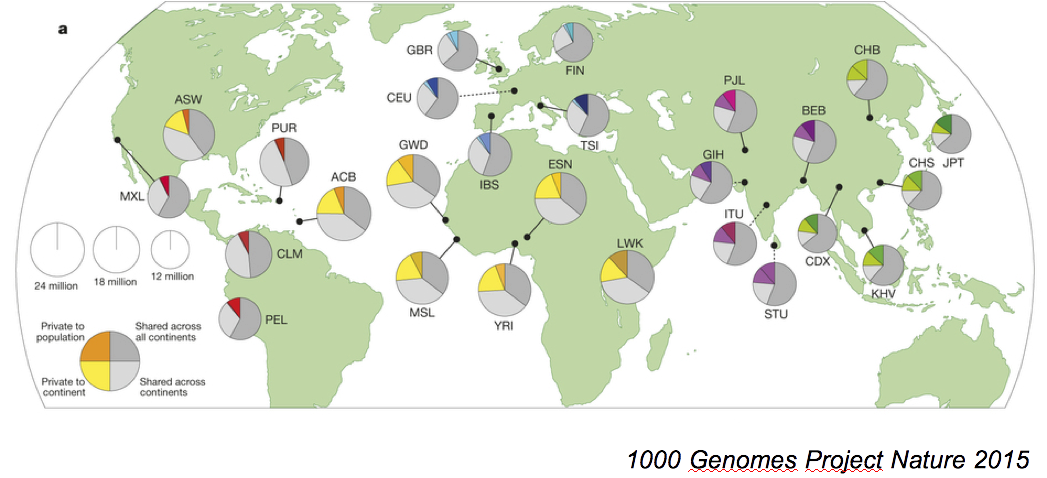 a
GBR
FIN
CHB
CEU
PJL
ASW
BEB
PUR
TSI
GWD
ESN
CHS
JPT
GIH
ACB
IBS
MXL
ITU
LWK
CLM
CDX
24 million
18 million
12 million
KHV
MSL
YRI
STU
PEL
Private to
population
Shared across
all continents
Private to
continent
Shared across
continents
1000 Genomes Project Nature 2015